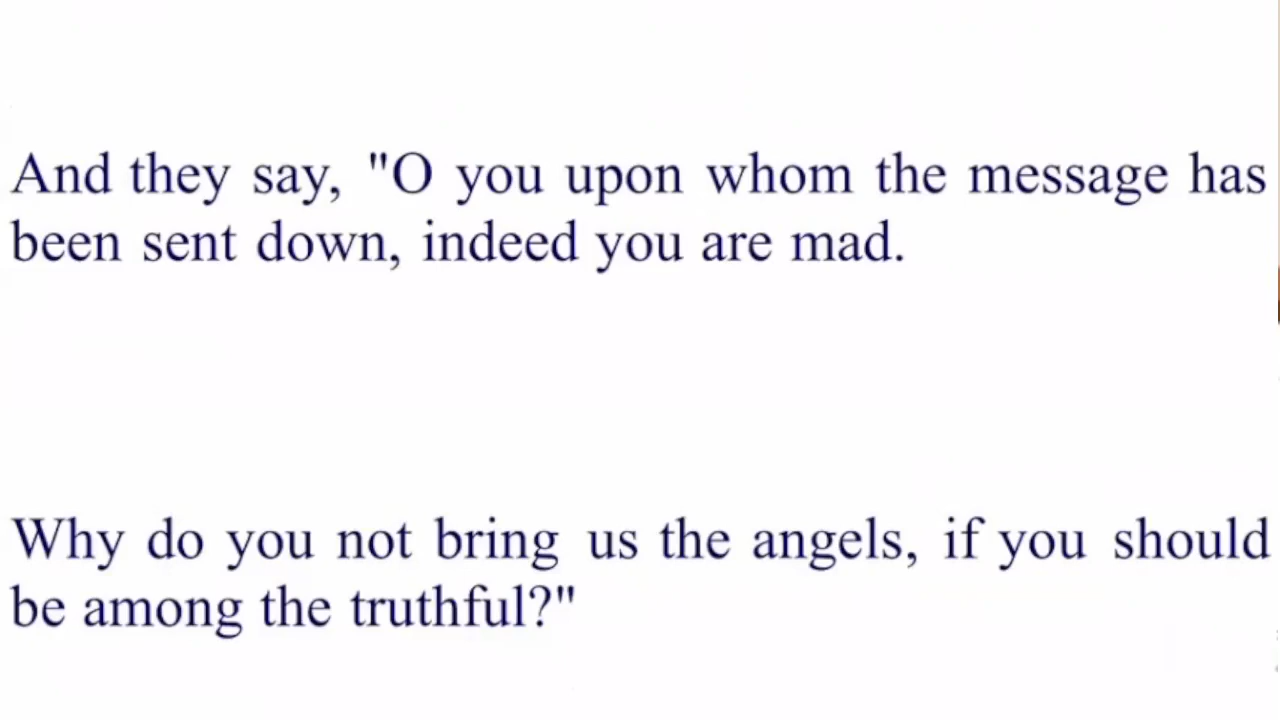 And they say, "O you upon whom the message has
been sent down, indeed you are mad.
Why do you not bring us the angels, if you should
be among the truthful?"